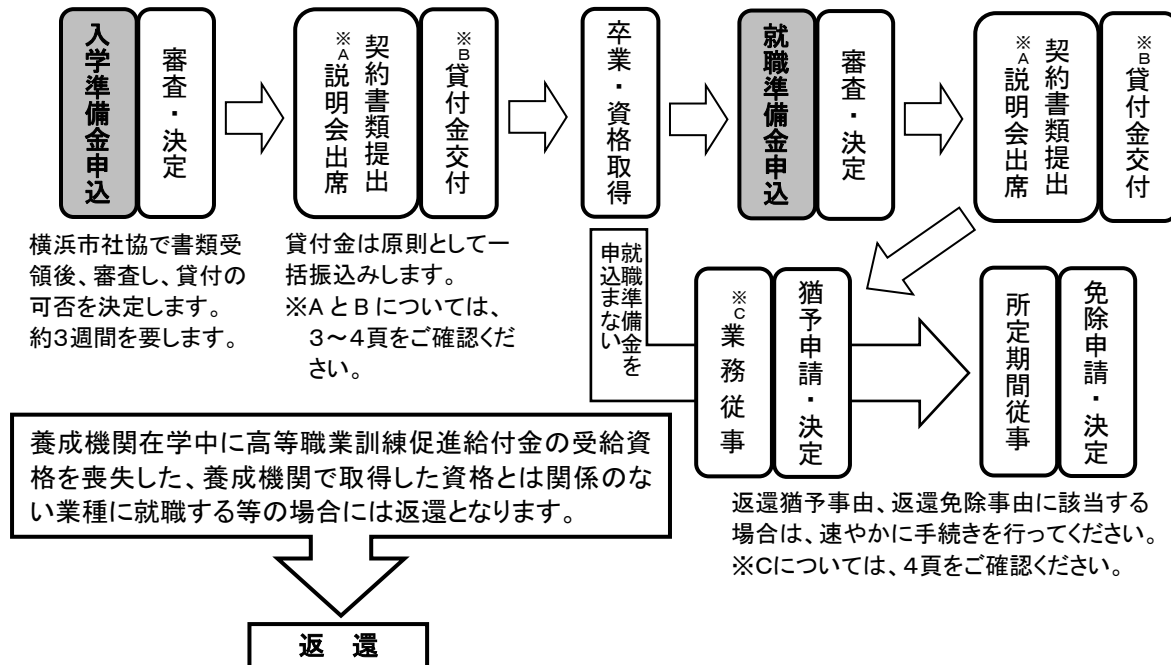 入学準備金申込
審査・決定
※A説明会出席
契約書類提出
※B貸付金交付
卒業・資格取得
就職準備金申込
審査・決定
※A説明会出席
契約書類提出
※B貸付金交付
横浜市社協で書類受
領後、審査し、貸付の
可否を決定します。
約3週間を要します。
貸付金は原則として一
括振込みします。
※AとBについては、
3～4頁をご確認くだ
さい。
就職準備金を
申込まない
※C業務従事
猶予申請・決定
所定期間従事
免除申請・決定
養成機関在学中に高等職業訓練促進給付金の受給資
格を喪失した、養成機関で取得した資格とは関係のな
い業種に就職する等の場合には返還となります。
返還猶予事由、返還免除事由に該当する
場合は、速やかに手続きを行ってください。
※Cについては、4頁をご確認ください。
返　還